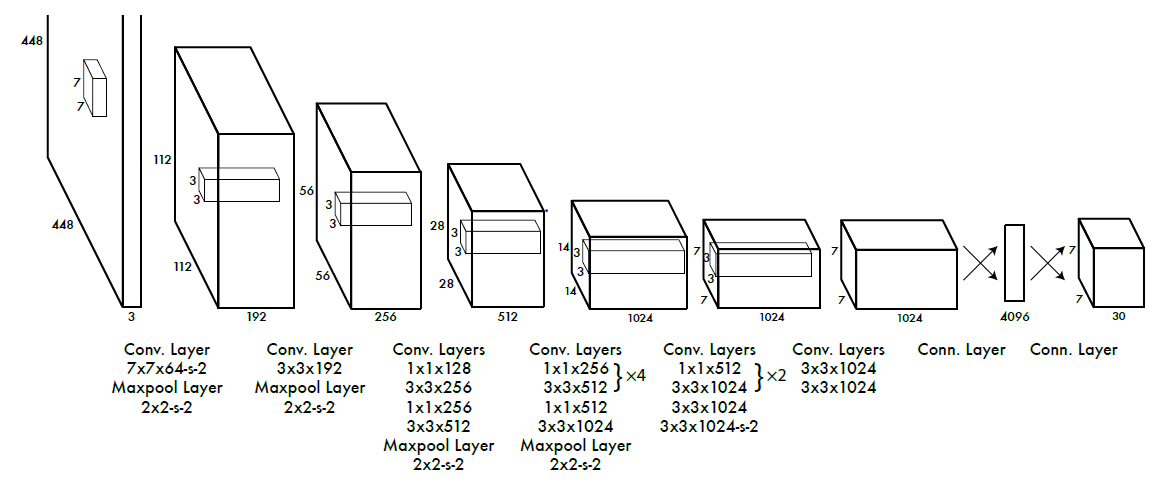 448
7
7
448
3
112
3
3
112
192
56
3
3
56
256
28
3
3
28
512
14
3
3
14
1024
7
3
3
7
1024
7
7
1024
4096
7
7
30
Conv. Layer
7x7x64-s-2
Maxpool Layer
2x2-s-2
Conv. Layer
3x3x192
Maxpool Layer
2x2-s-2
Conv. Layers
1x1x128
3x3x256
1x1x256
3x3x512
Maxpool Layer
2x2-s-2
Conv. Layers
1x1x256
3x3x512
}×4
1x1x512
3x3x1024
Maxpool Layer
2x2-s-2
Conv. Layers
1x1x512
3x3x1024
}×2
3x3x1024
3x3x1024-s-2
Conv. Layers
3x3x1024
3x3x1024
Conn. Layer
Conn. Layer